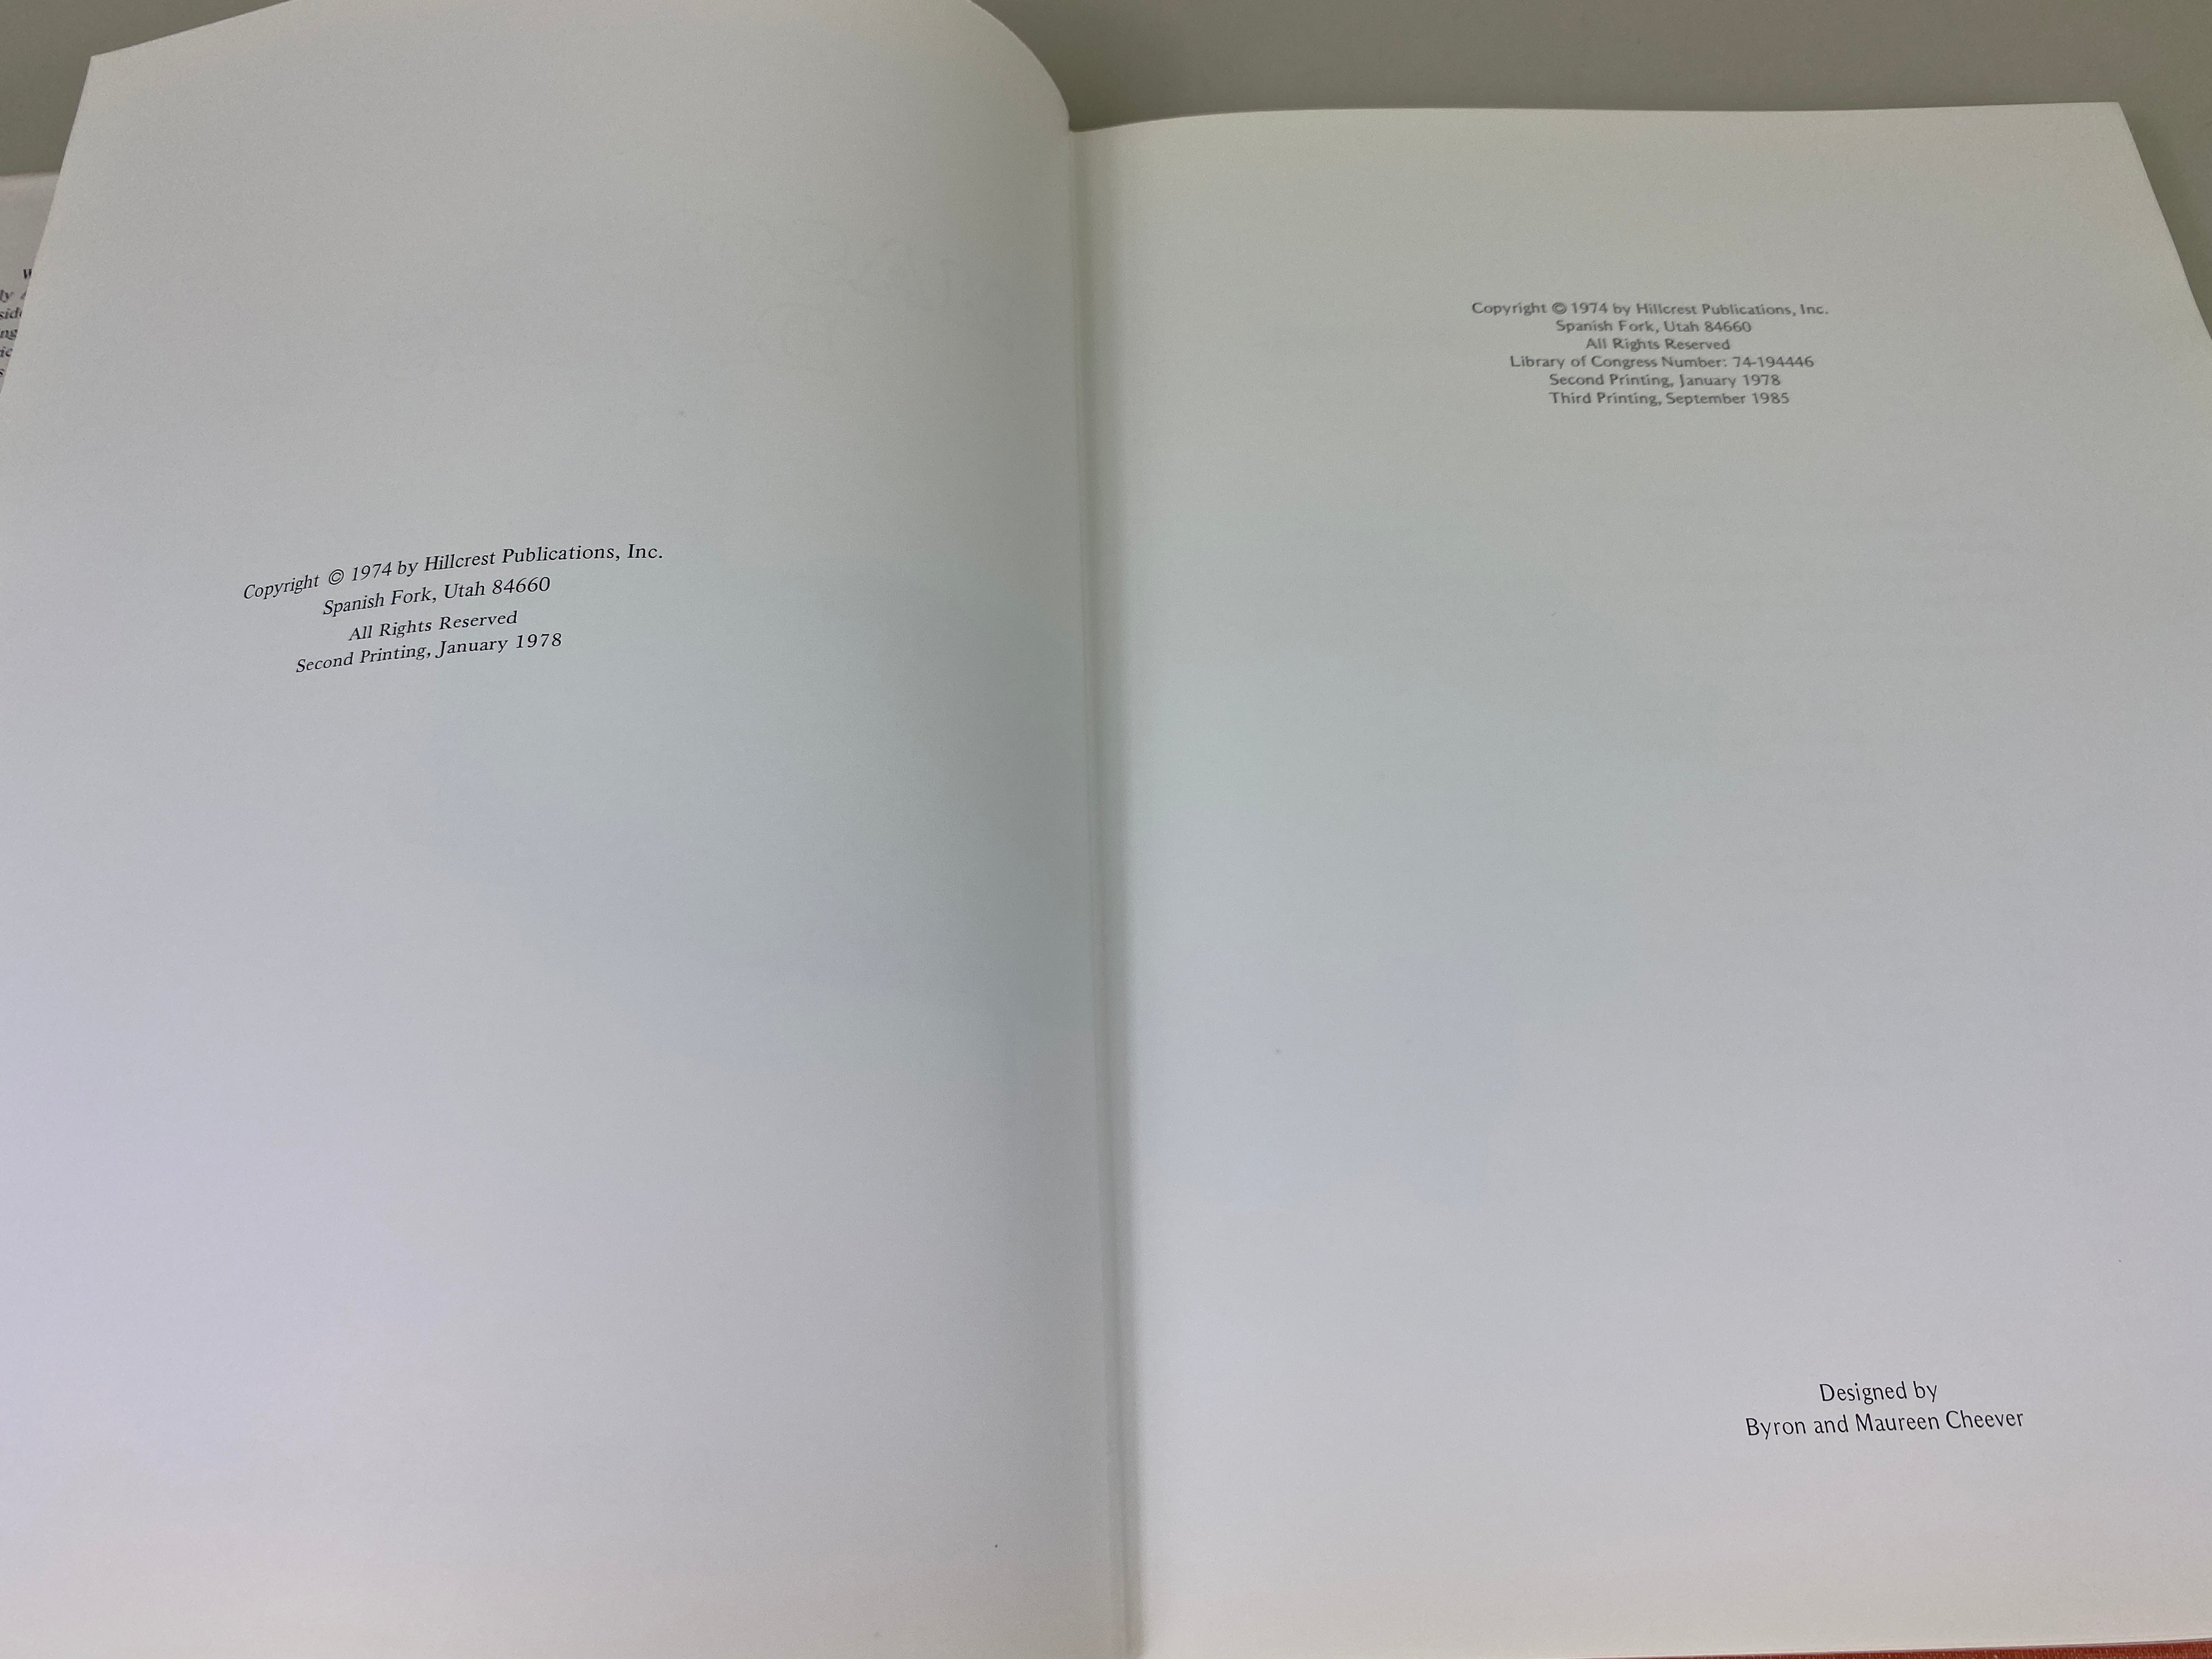 Copyright © 1974 by Hillcrest Publications, Inc.
Spanish Fork, Utah 84660
All Rights Reserved
Second Printing, January 1978
Copyright © 1974 by Hillcrest Publications, Inc.
Spanish Fork, Utah 84660
All Rights Reserved
Library of Congress Number: 74-194446
Second Printing, January 1978
Third Printing, September 1985
Designed by
Byron and Maureen Cheever